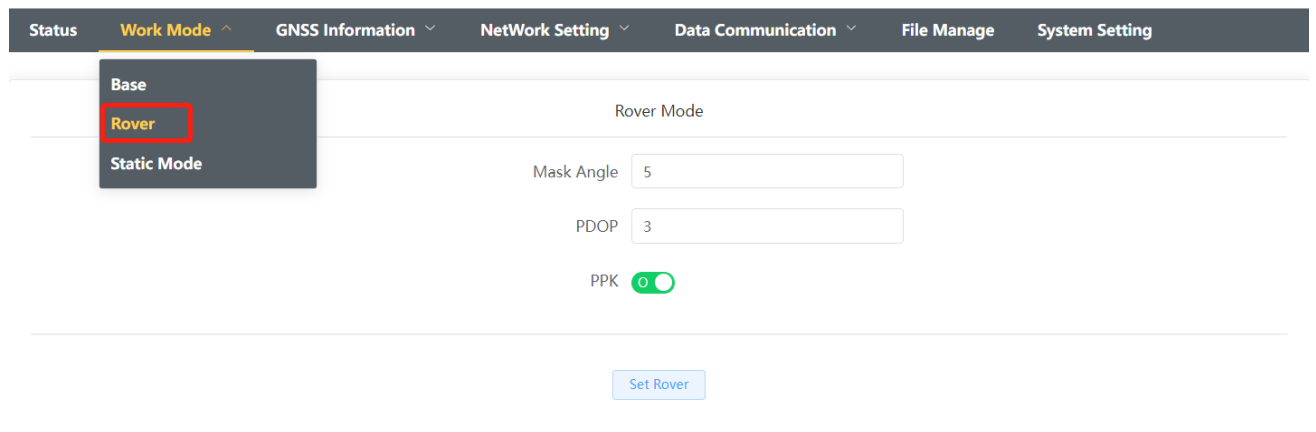 Status Work Mode GNSS Information NetWork Setting Data Communication File Manage System Setting
Base
Rover
Static Mode
Rover Mode
Mask Angle 5
PDOP 3
PPK
Set Rover